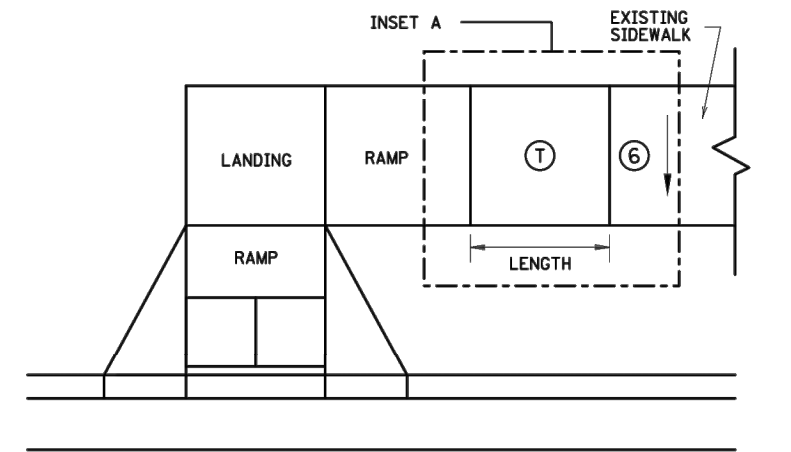 INSET A
EXISTING
SIDEWALK
LANDING
RAMP
T
6
RAMP
LENGTH